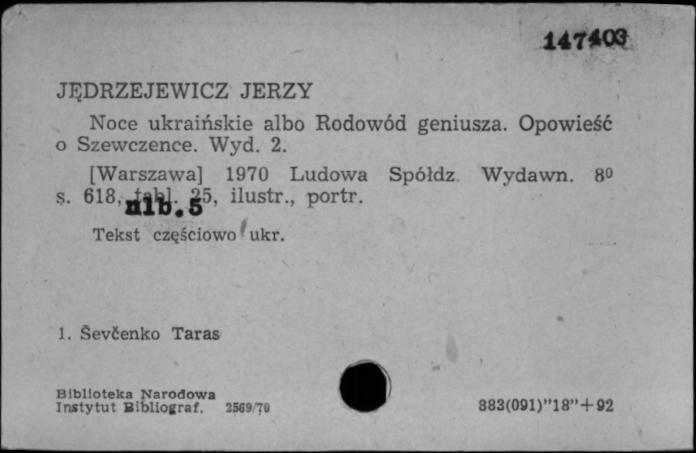 147403
JĘDRZEJEWICZ JERZY
Noce ukraińskie albo Rodowód geniusza. Opowieść
o Szewczence. Wyd. 2.
[Warszawa] 1970 Ludowa Spółdz. Wydawn. 8⁰
s. 618, tabl. 25, ilustr., portr.
nlb. 5
Tekst częściowo ukr.
1. Ševčenko Taras
Biblioteka Narodowa
Instytut Bibliograf. 2569/70
383(091)"18"+92